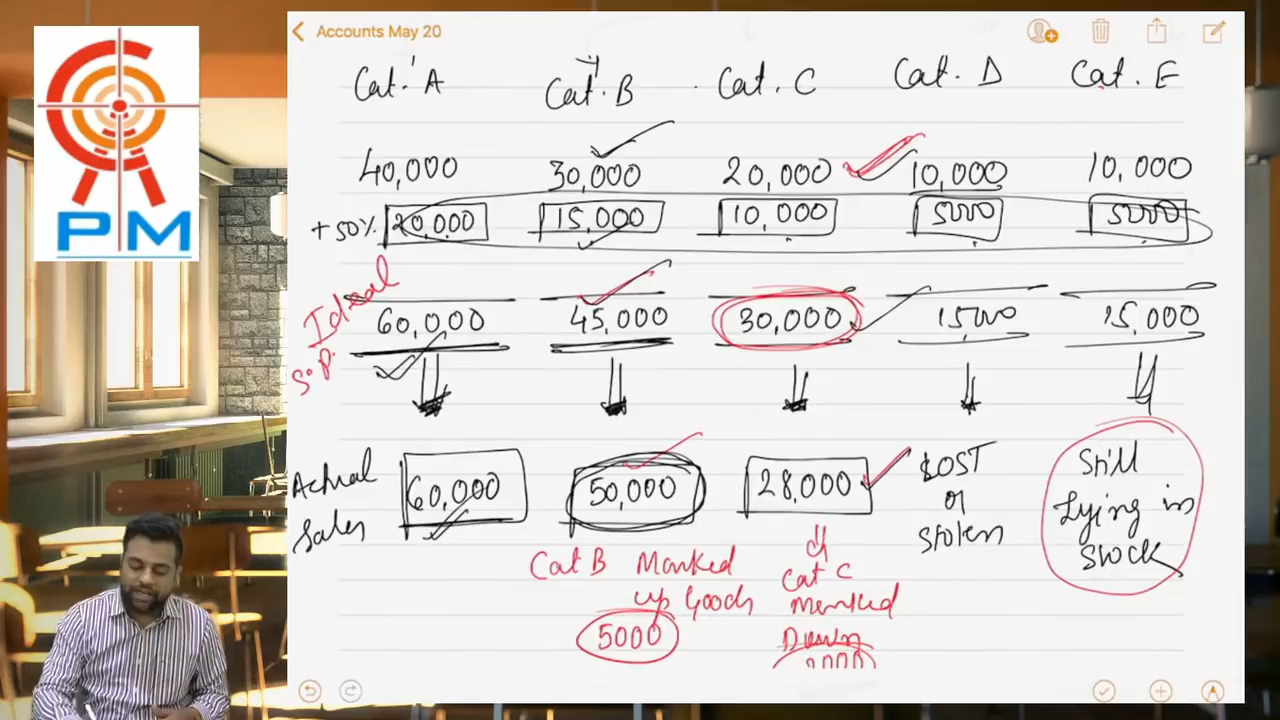 Accounts May 20
PM
Cat. A Cat. B Cat. C Cat. D Cat. E
40,000 30,000 20,000 10,000 10,000
+50% 20,000 15,000 10,000 5000 5000
Ideal
S.P.
60,000 45,000 30,000 15000 15,000
Actual
Sales
60,000 50,000 28,000
LOST
or
stolen
Still
Lying in
Stock
Cat B Marked
up Goods
5000
Cat C
Marked
Down